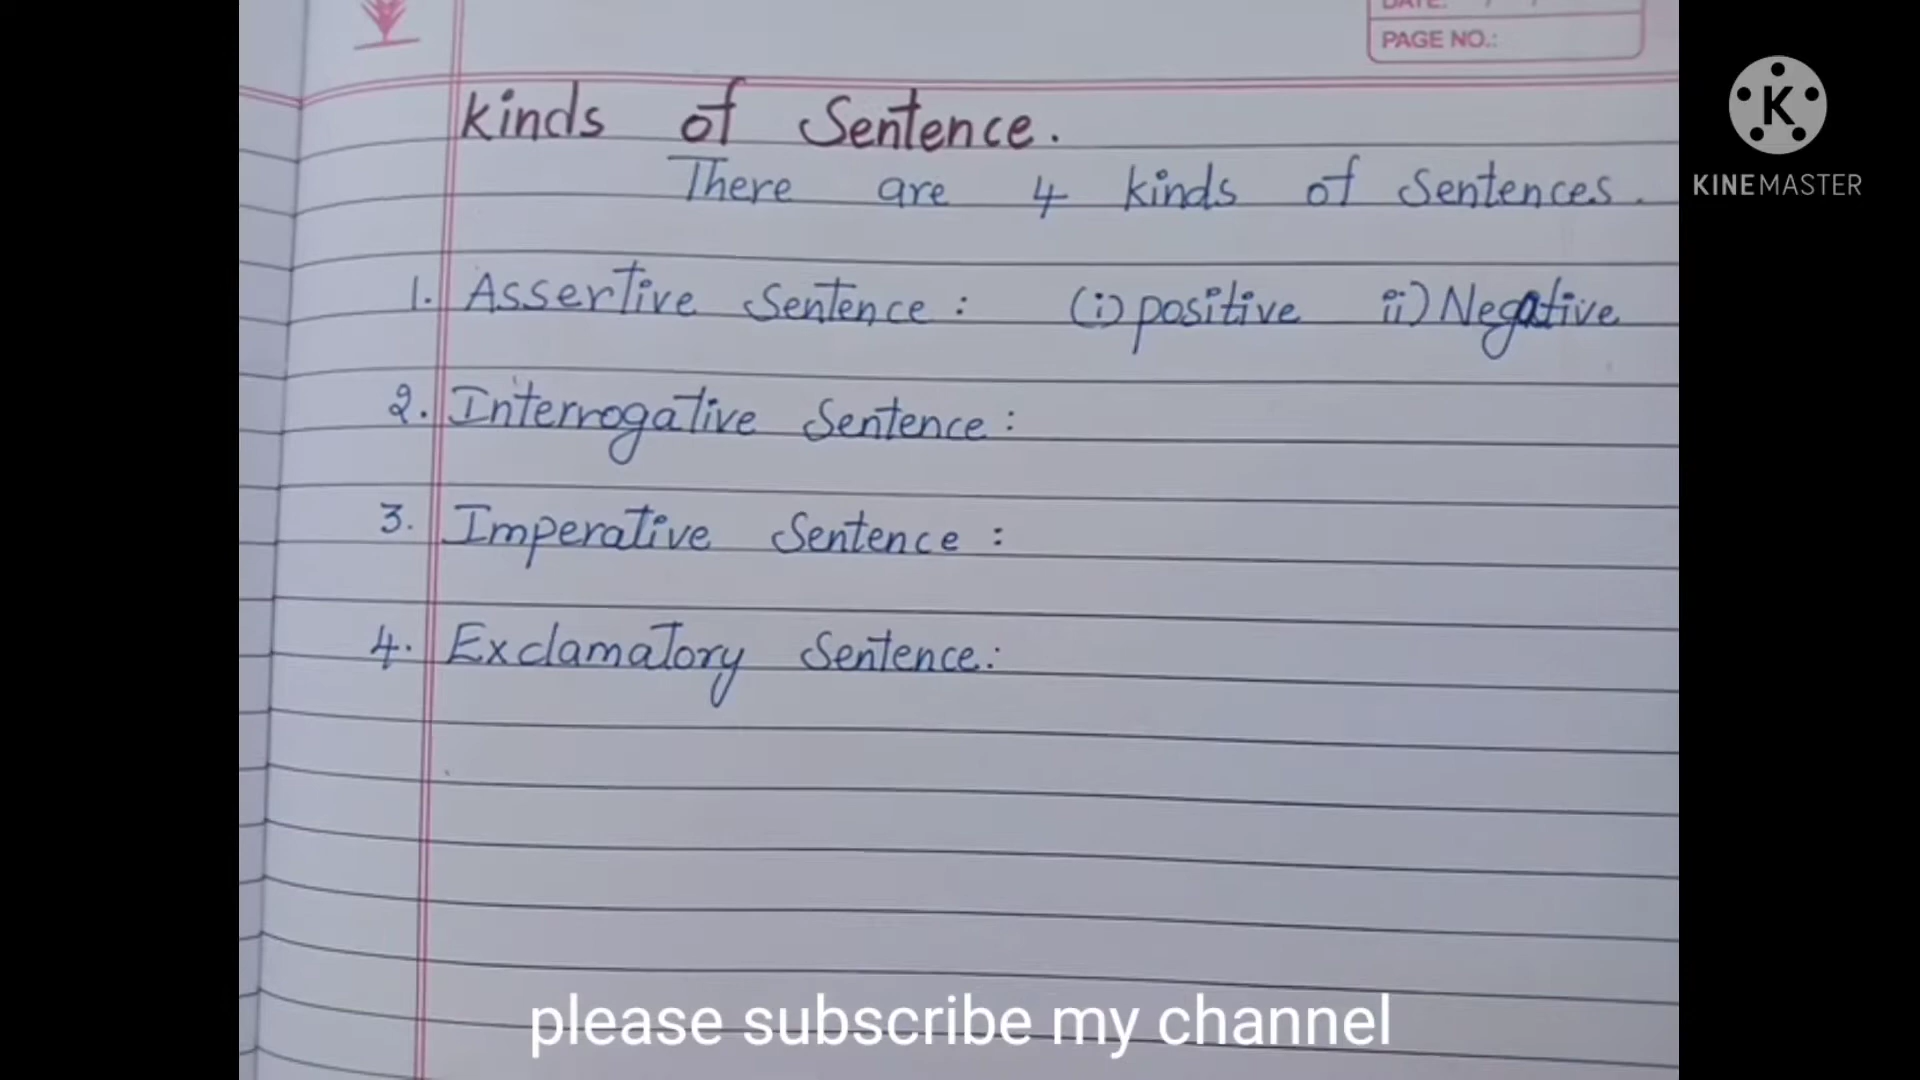 DATE: / /
PAGE NO.:
Kinds of Sentence.
There are 4 kinds of Sentences.
1. Assertive Sentence : (i) positive ii) Negative
2. Interrogative Sentence :
3. Imperative Sentence :
4. Exclamatory Sentence :
K
KINEMASTER
please subscribe my channel